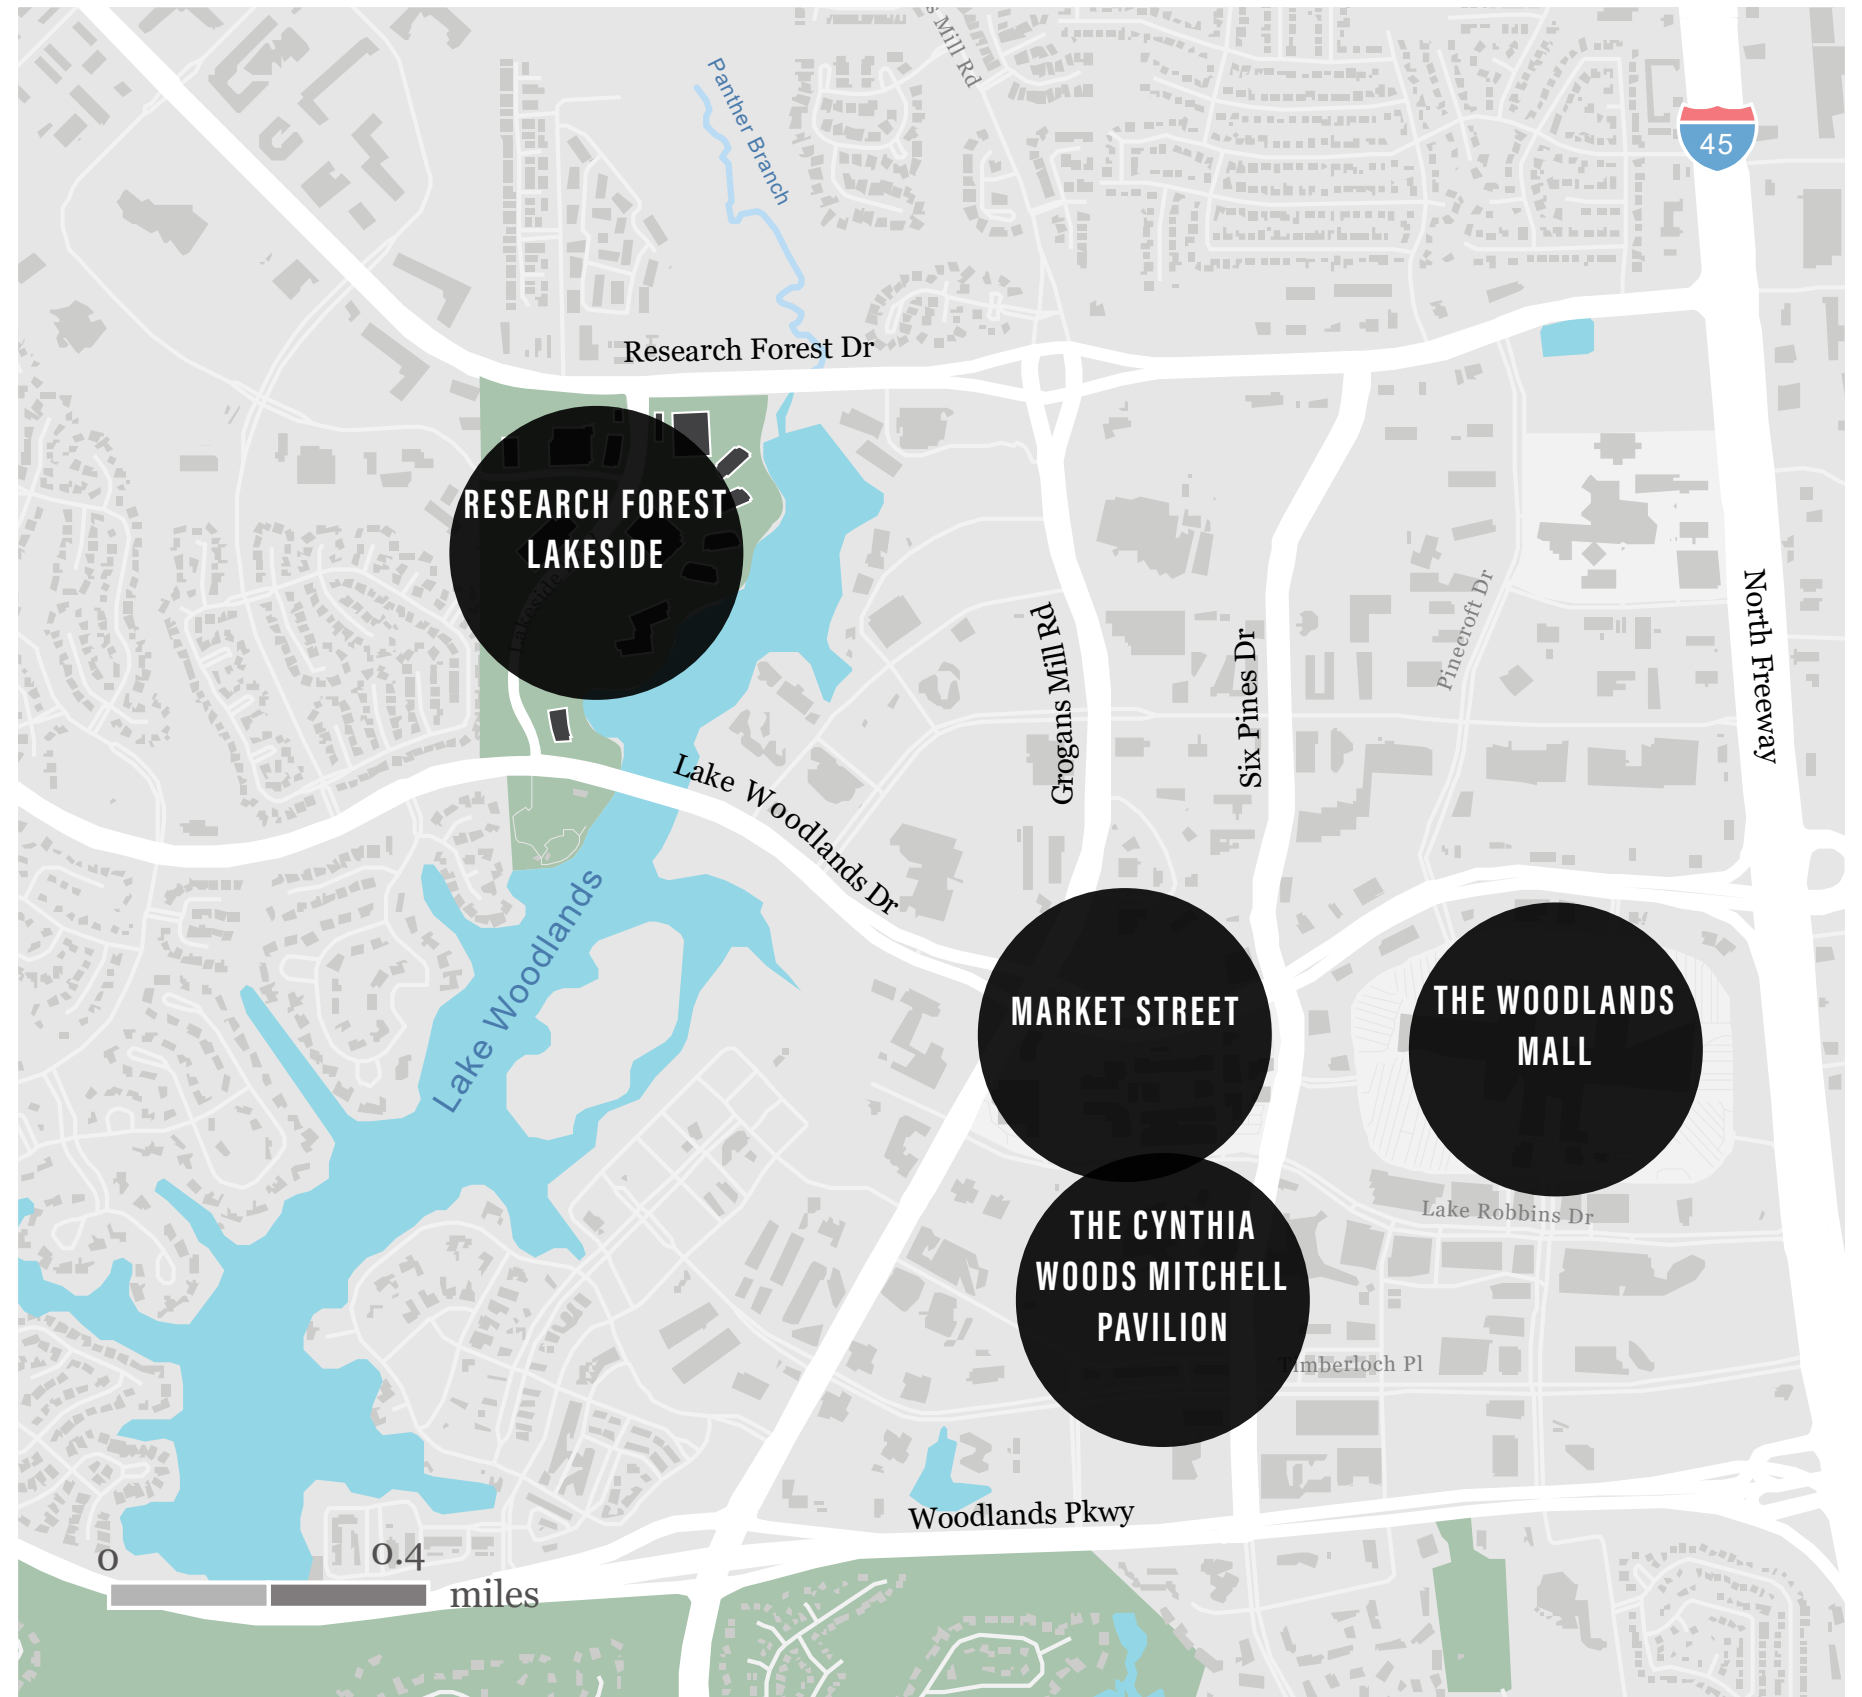 s Mill Rd
Panther Branch
45
Research Forest Dr
RESEARCH FOREST
LAKESIDE
Lakeside
Pinecroft Dr
North Freeway
Grogans Mill Rd
Six Pines Dr
Lake Woodlands Dr
Lake Woodlands
MARKET STREET
THE WOODLANDS
MALL
Lake Robbins Dr
THE CYNTHIA
WOODS MITCHELL
PAVILION
Timberloch Pl
Woodlands Pkwy
0 0.4
miles